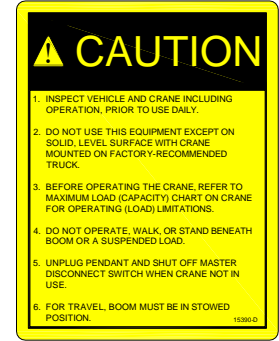 CAUTION
1. INSPECT VEHICLE AND CRANE INCLUDING
OPERATION, PRIOR TO USE DAILY.
2. DO NOT USE THIS EQUIPMENT EXCEPT ON
SOLID, LEVEL SURFACE WITH CRANE
MOUNTED ON FACTORY-RECOMMENDED
TRUCK.
3. BEFORE OPERATING THE CRANE, REFER TO
MAXIMUM LOAD (CAPACITY) CHART ON CRANE
FOR OPERATING (LOAD) LIMITATIONS.
4. DO NOT OPERATE, WALK, OR STAND BENEATH
BOOM OR A SUSPENDED LOAD.
5. UNPLUG PENDANT AND SHUT OFF MASTER
DISCONNECT SWITCH WHEN CRANE NOT IN
USE.
6. FOR TRAVEL, BOOM MUST BE IN STOWED
POSITION.
15390-D